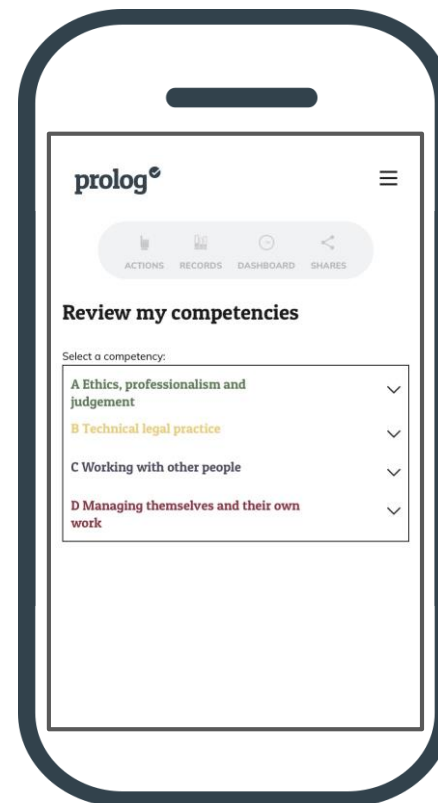 prolog
ACTIONS RECORDS DASHBOARD SHARES
Review my competencies
Select a competency:
A Ethics, professionalism and
judgement
B Technical legal practice
C Working with other people
D Managing themselves and their own
work